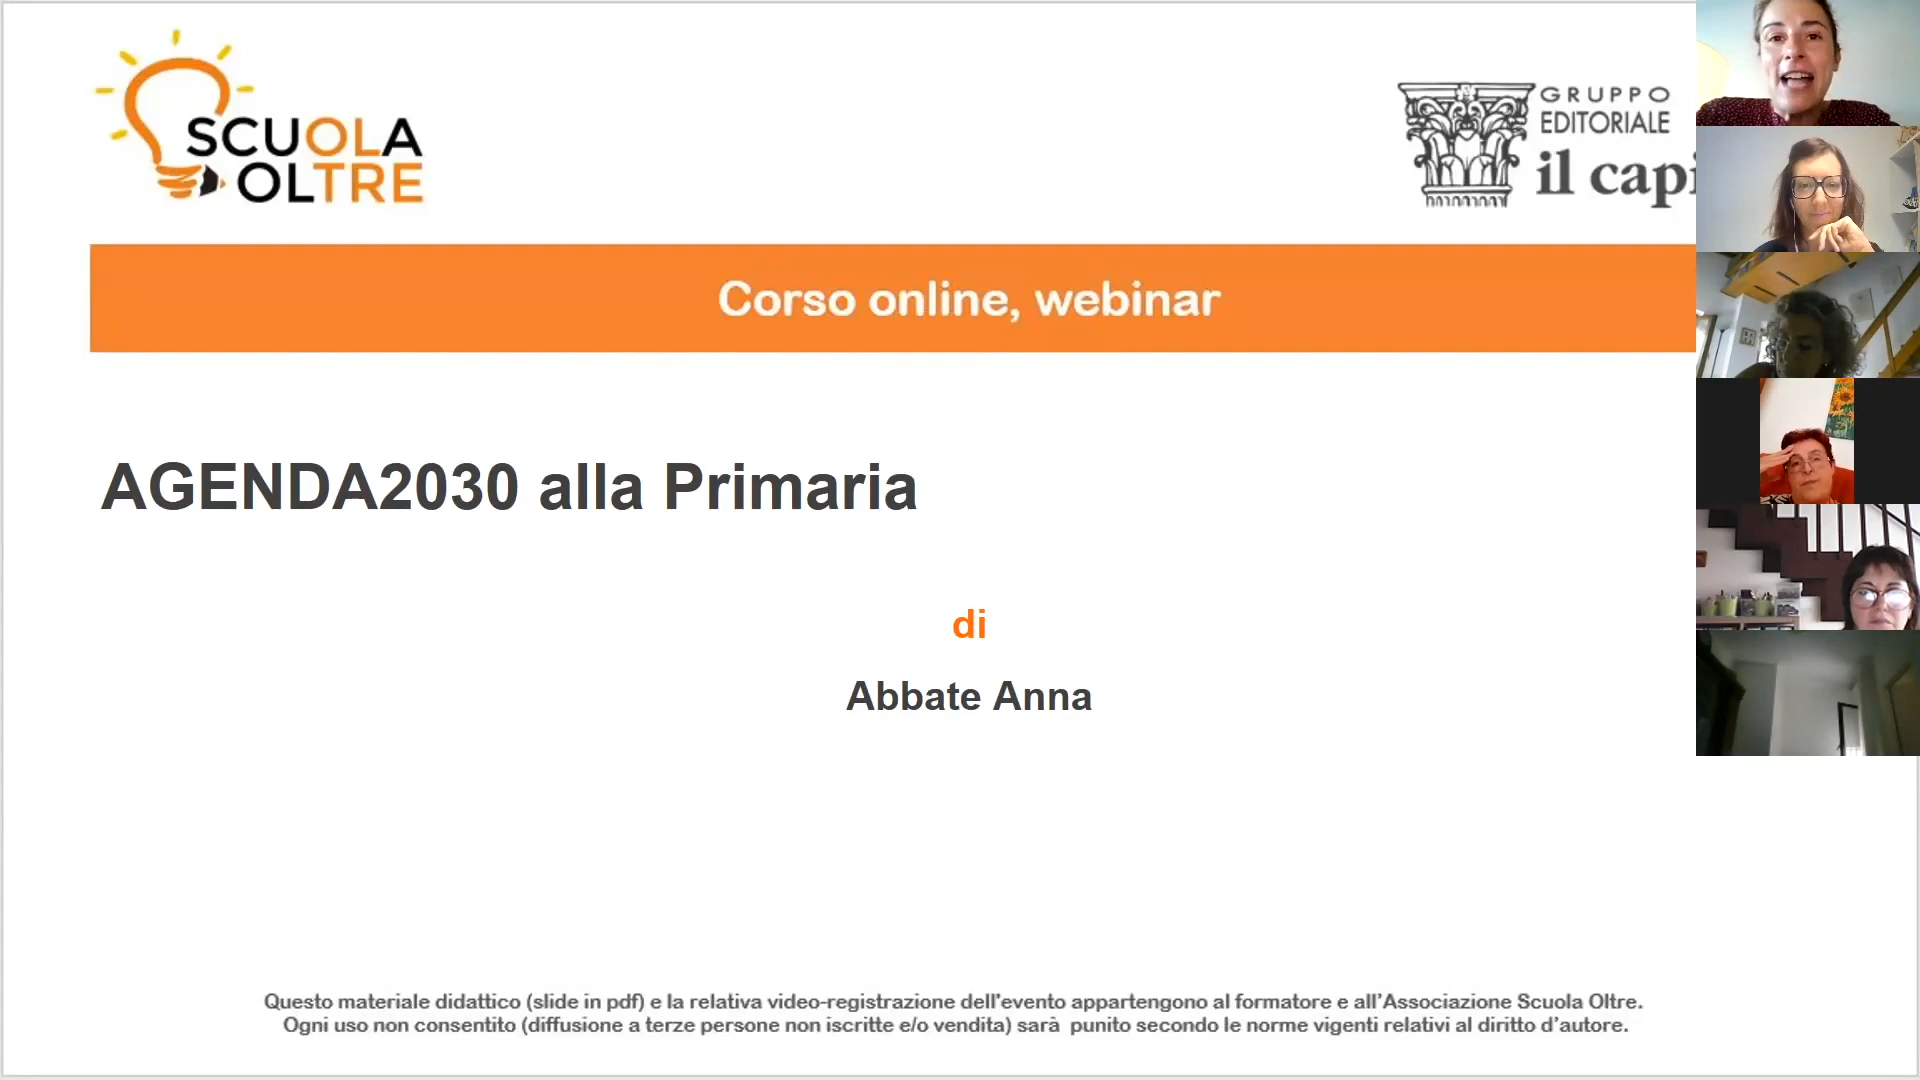 SCUOLA
OLTRE
GRUPPO
EDITORIALE
il capi
Corso online, webinar
AGENDA2030 alla Primaria
di
Abbate Anna
Questo materiale didattico (slide in pdf) e la relativa video-registrazione dell'evento appartengono al formatore e all'Associazione Scuola Oltre.
Ogni uso non consentito (diffusione a terze persone non iscritte e/o vendita) sarà punito secondo le norme vigenti relativi al diritto d'autore.